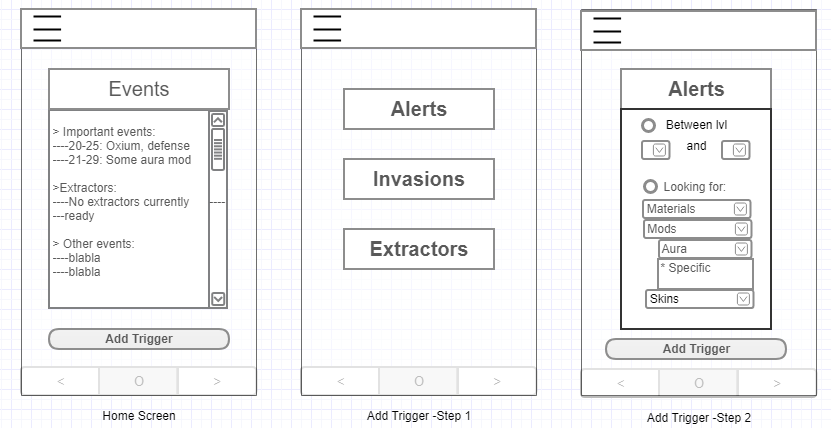 Events
> Important events:
----20-25: Oxium, defense
----21-29: Some aura mod
>Extractors:
----No extractors currently ----
---ready
> Other events:
----blabla
----blabla
Add Trigger
< O >
Home Screen
Alerts
Invasions
Extractors
< O >
Add Trigger -Step 1
Alerts
Between lvl
and
Looking for:
Materials
Mods
Aura
* Specific
Skins
Add Trigger
< O >
Add Trigger -Step 2